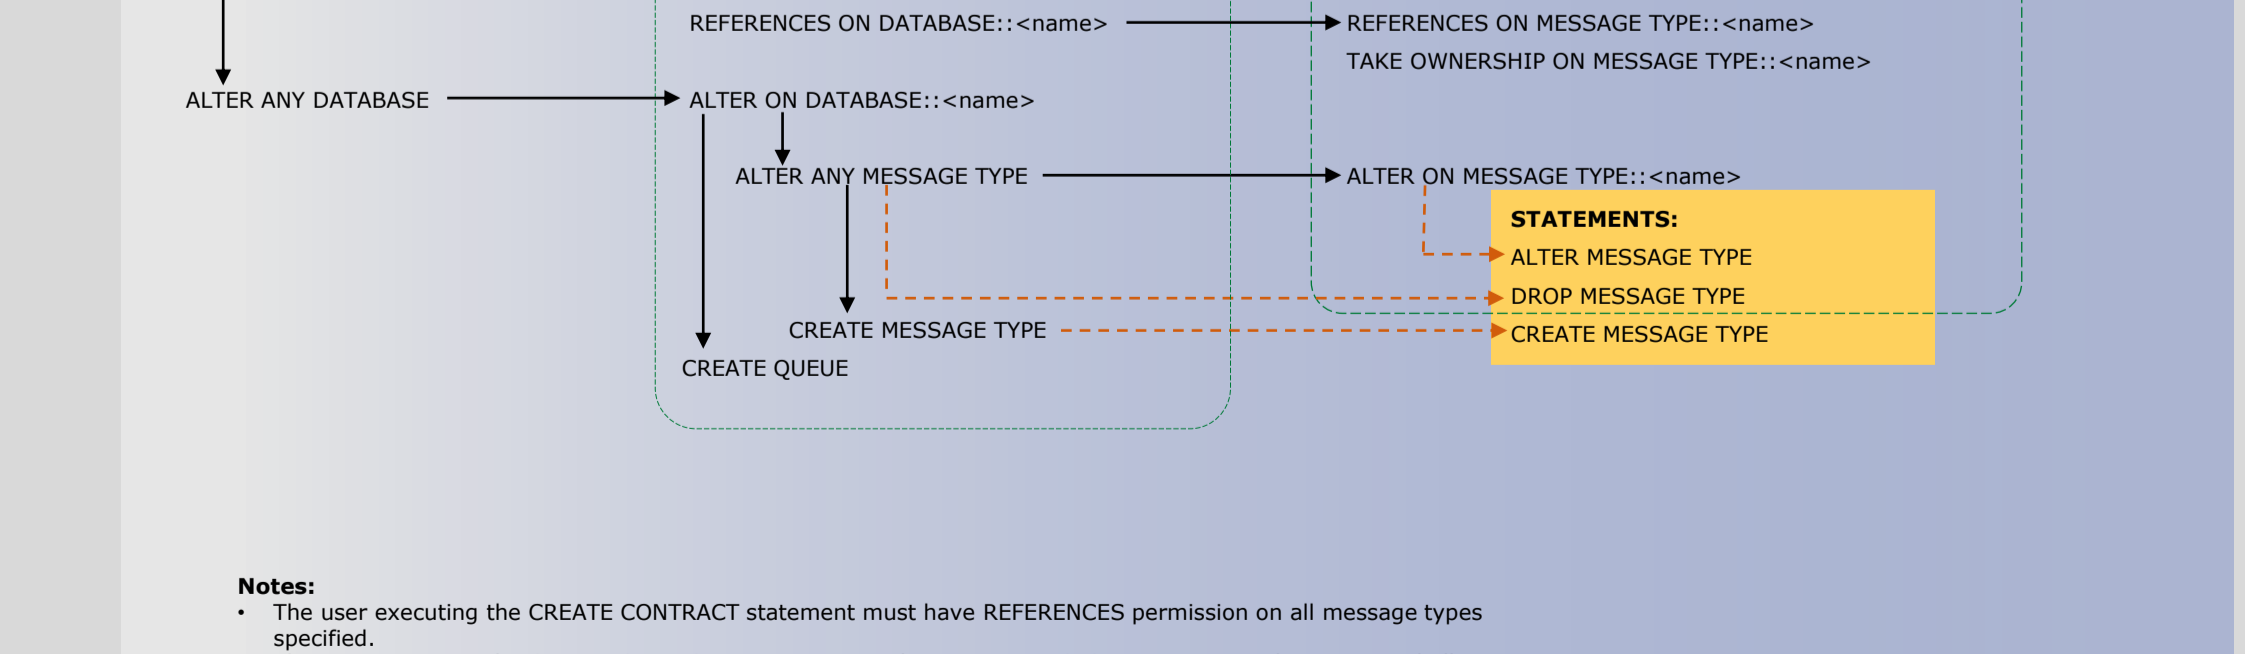 REFERENCES ON DATABASE::<name>
REFERENCES ON MESSAGE TYPE::<name>
TAKE OWNERSHIP ON MESSAGE TYPE::<name>
ALTER ANY DATABASE
ALTER ON DATABASE::<name>
ALTER ANY MESSAGE TYPE
ALTER ON MESSAGE TYPE::<name>
STATEMENTS:
ALTER MESSAGE TYPE
DROP MESSAGE TYPE
CREATE MESSAGE TYPE
CREATE MESSAGE TYPE
CREATE QUEUE
Notes:
• The user executing the CREATE CONTRACT statement must have REFERENCES permission on all message types
specified.